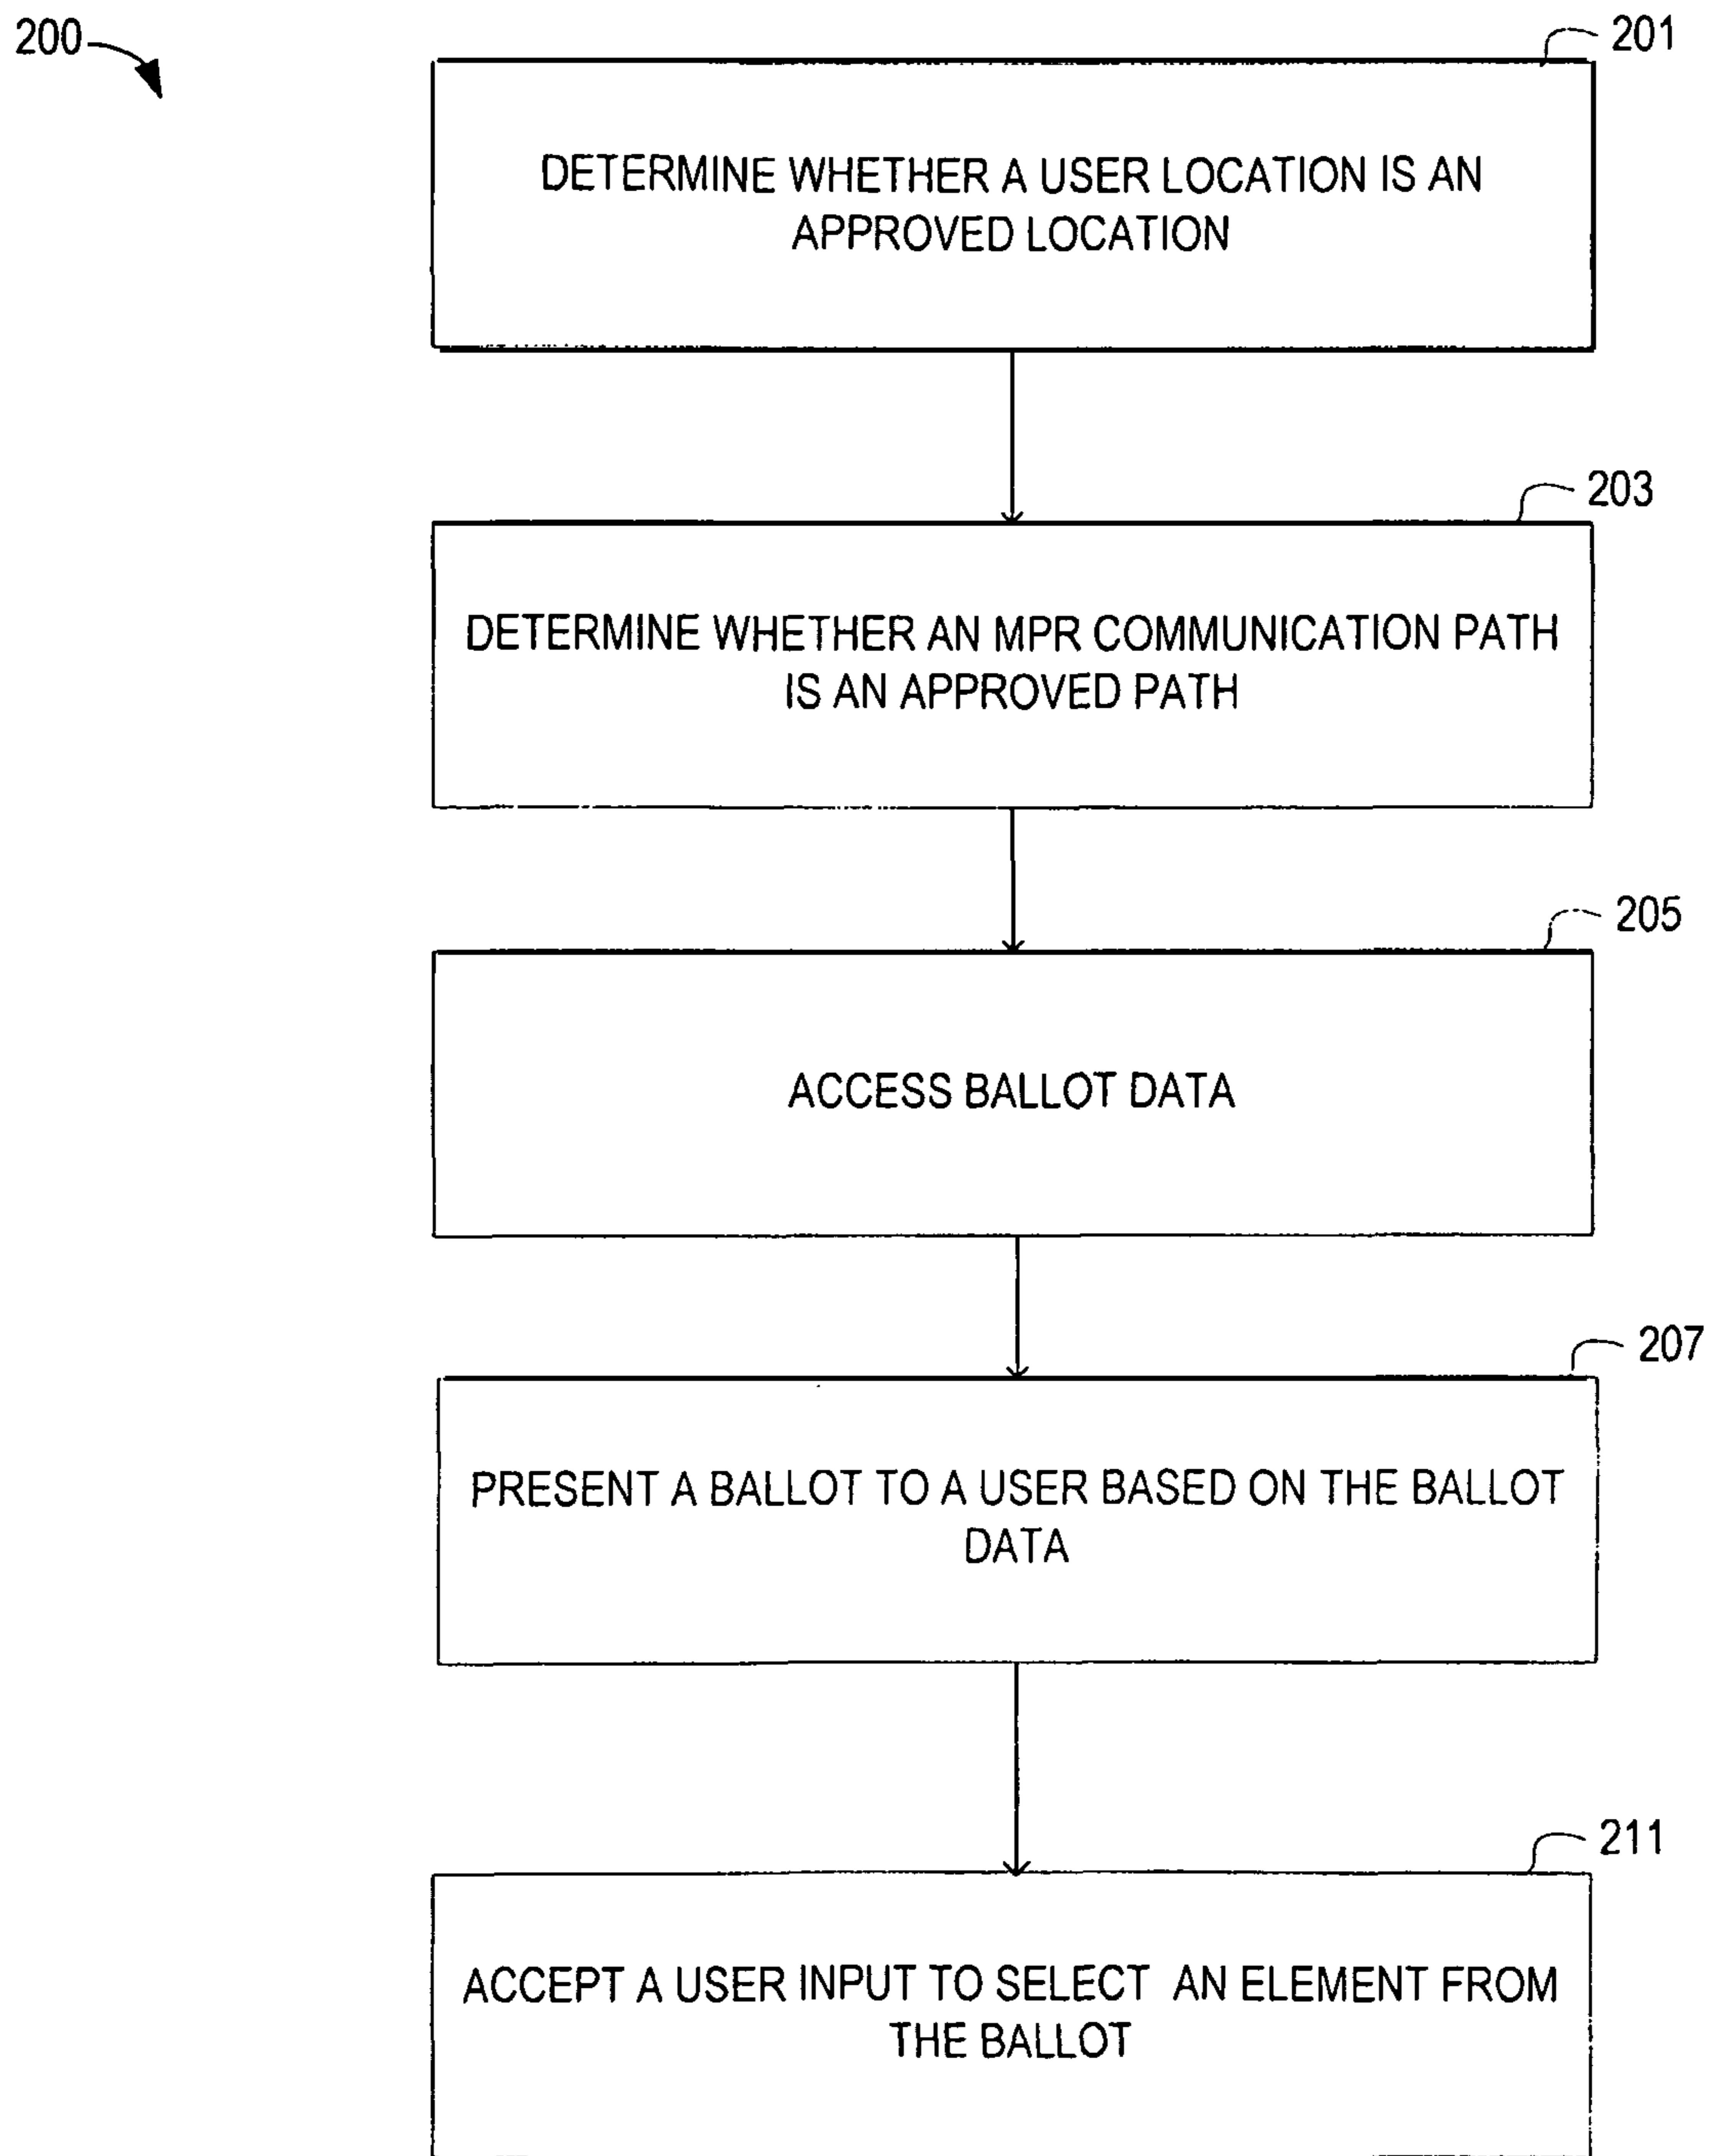 200
201
DETERMINE WHETHER A USER LOCATION IS AN
APPROVED LOCATION
203
DETERMINE WHETHER AN MPR COMMUNICATION PATH
IS AN APPROVED PATH
205
ACCESS BALLOT DATA
207
PRESENT A BALLOT TO A USER BASED ON THE BALLOT
DATA
211
ACCEPT A USER INPUT TO SELECT AN ELEMENT FROM
THE BALLOT